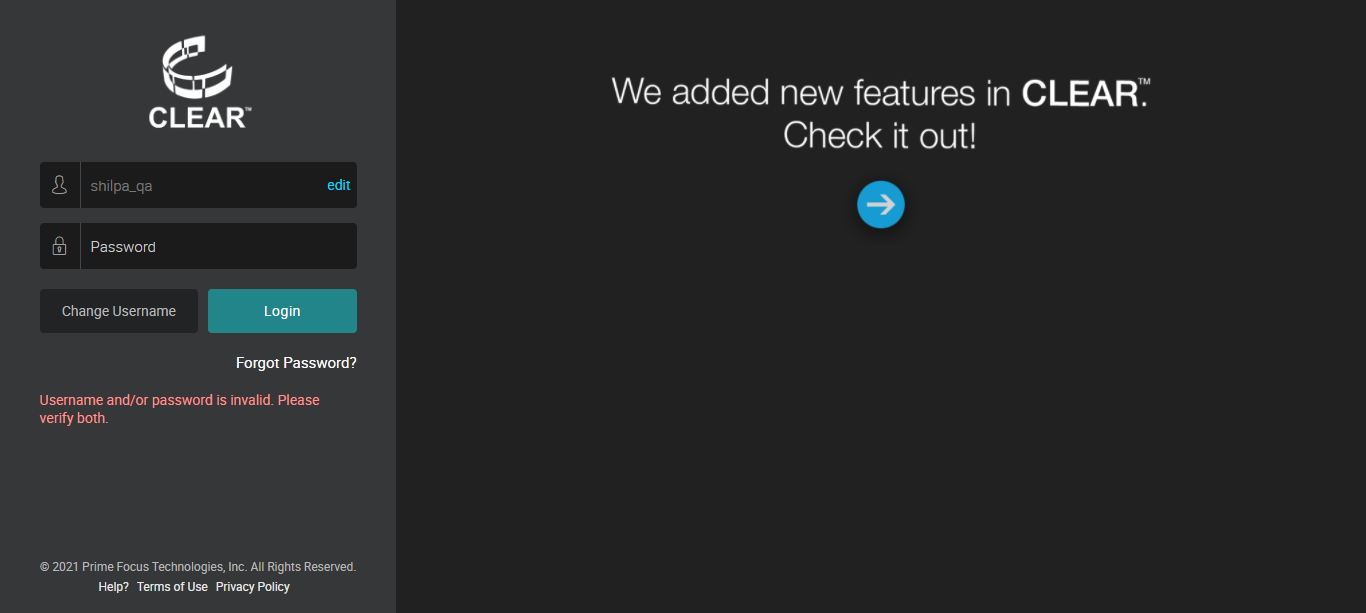 CLEAR™
shilpa_qa edit
Password
Change Username Login
Forgot Password?
Username and/or password is invalid. Please
verify both.
© 2021 Prime Focus Technologies, Inc. All Rights Reserved.
Help? Terms of Use Privacy Policy
We added new features in CLEAR™.
Check it out!